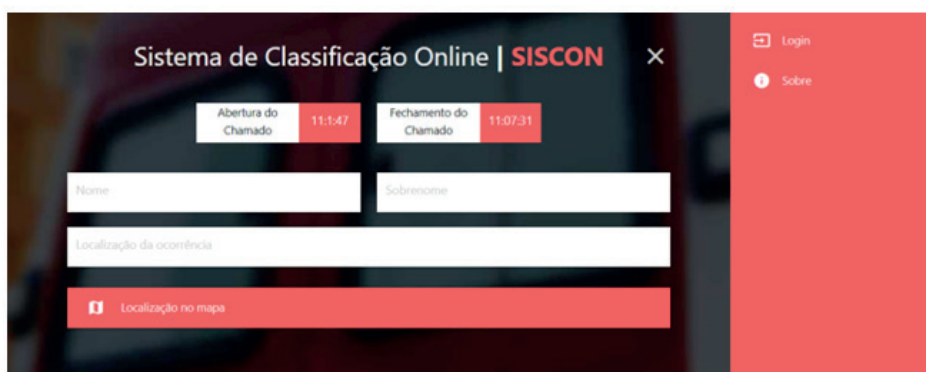 Sistema de Classificação Online | SISCON
Login
Sobre
Abertura do
Chamado
11:1:47
Fechamento do
Chamado
11:07:31
Nome
Sobrenome
Localização da ocorrência
Localização no mapa